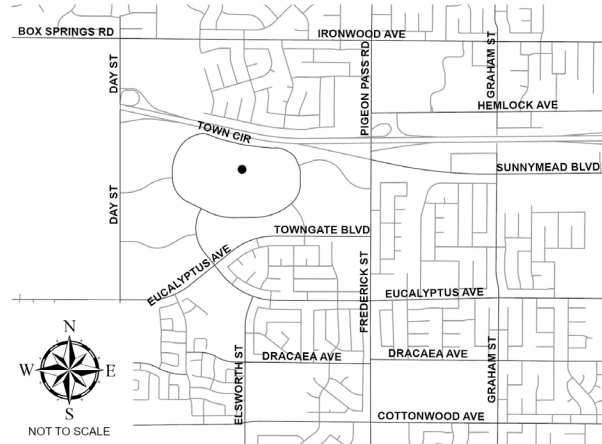 BOX SPRINGS RD
IRONWOOD AVE
DAY ST
PIGEON PASS RD
GRAHAM ST
HEMLOCK AVE
TOWN CIR
SUNNYMEAD BLVD
DAY ST
TOWNGATE BLVD
EUCALYPTUS AVE
FREDERICK ST
EUCALYPTUS AVE
N
W
E
S
NOT TO SCALE
ELSWORTH ST
DRACAEA AVE
DRACAEA AVE
GRAHAM ST
COTTONWOOD AVE